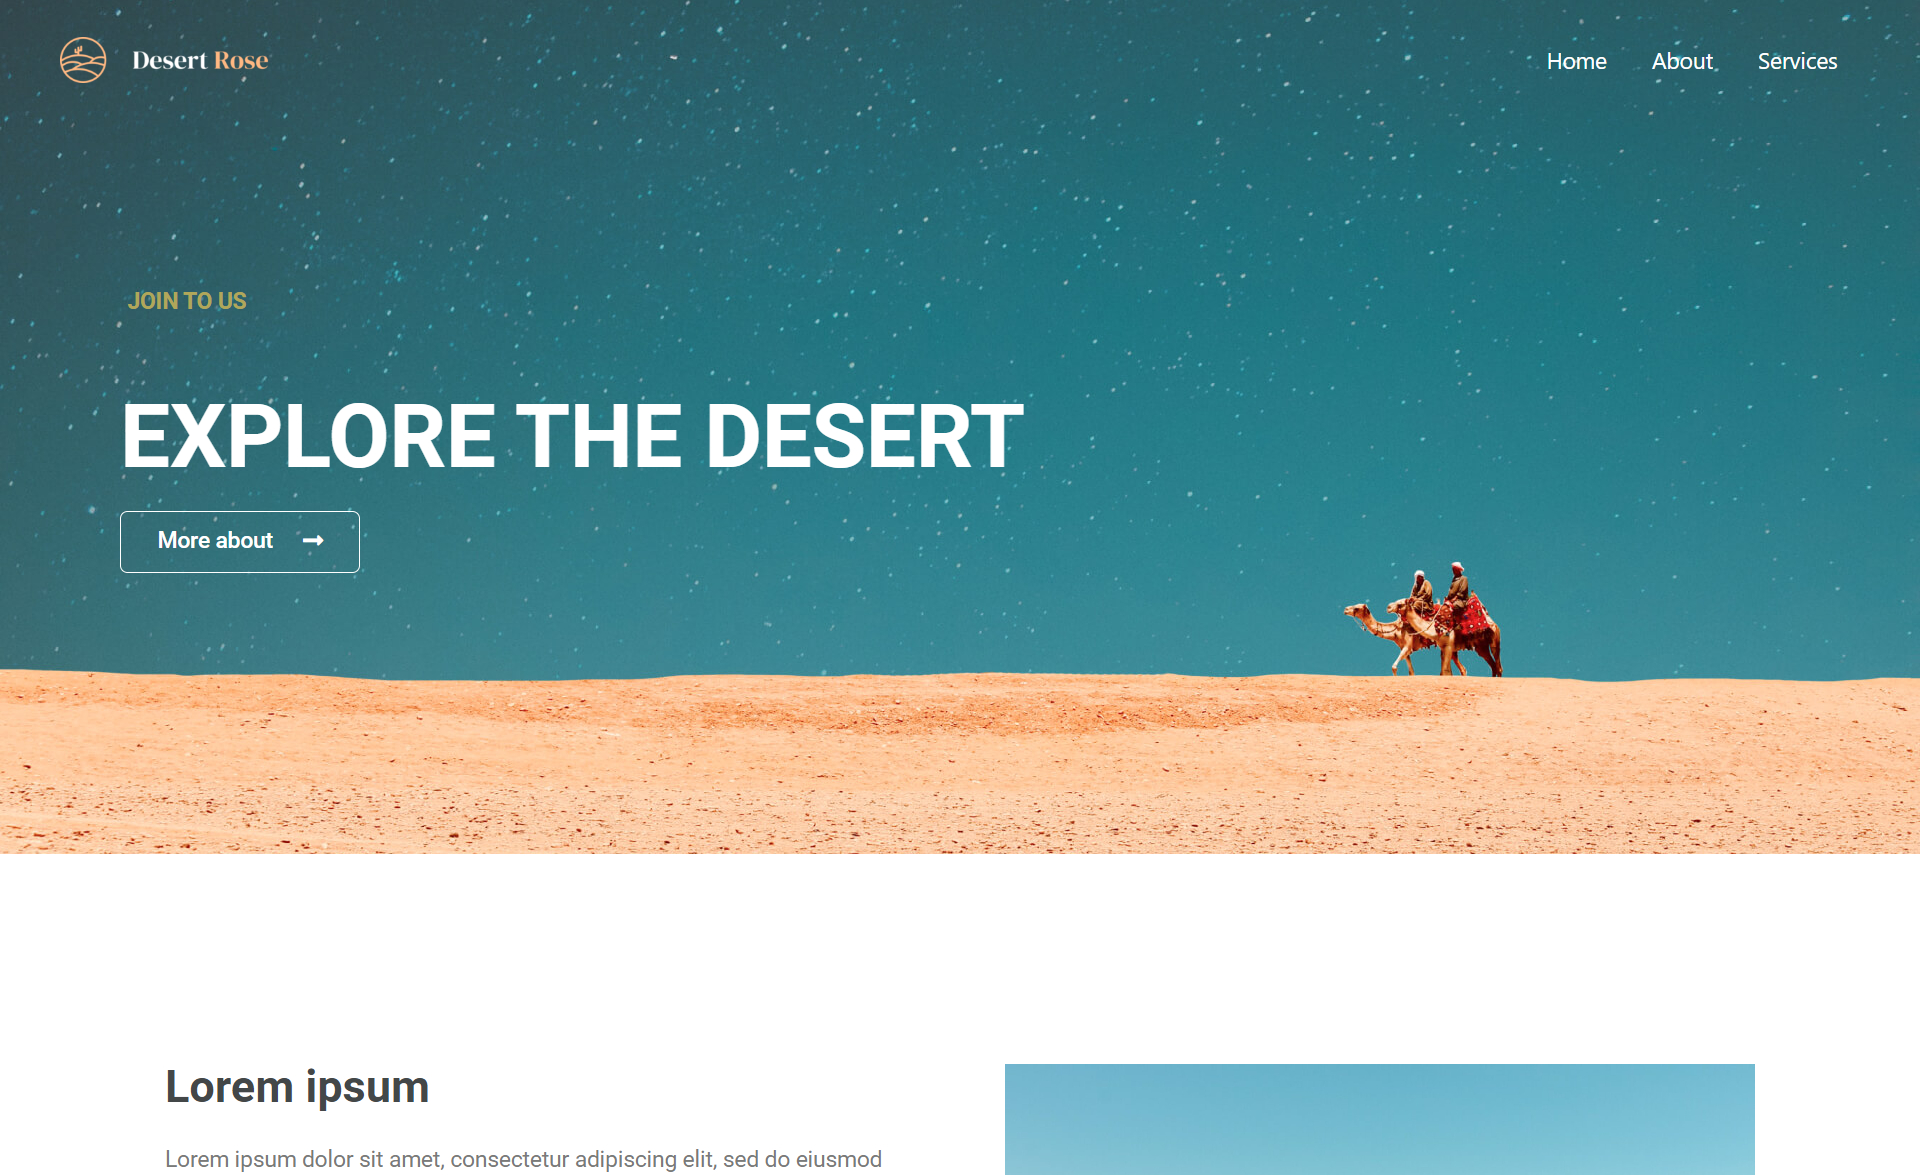 Desert Rose
Home About Services
JOIN TO US
EXPLORE THE DESERT
More about
Lorem ipsum
Lorem ipsum dolor sit amet, consectetur adipiscing elit, sed do eiusmod